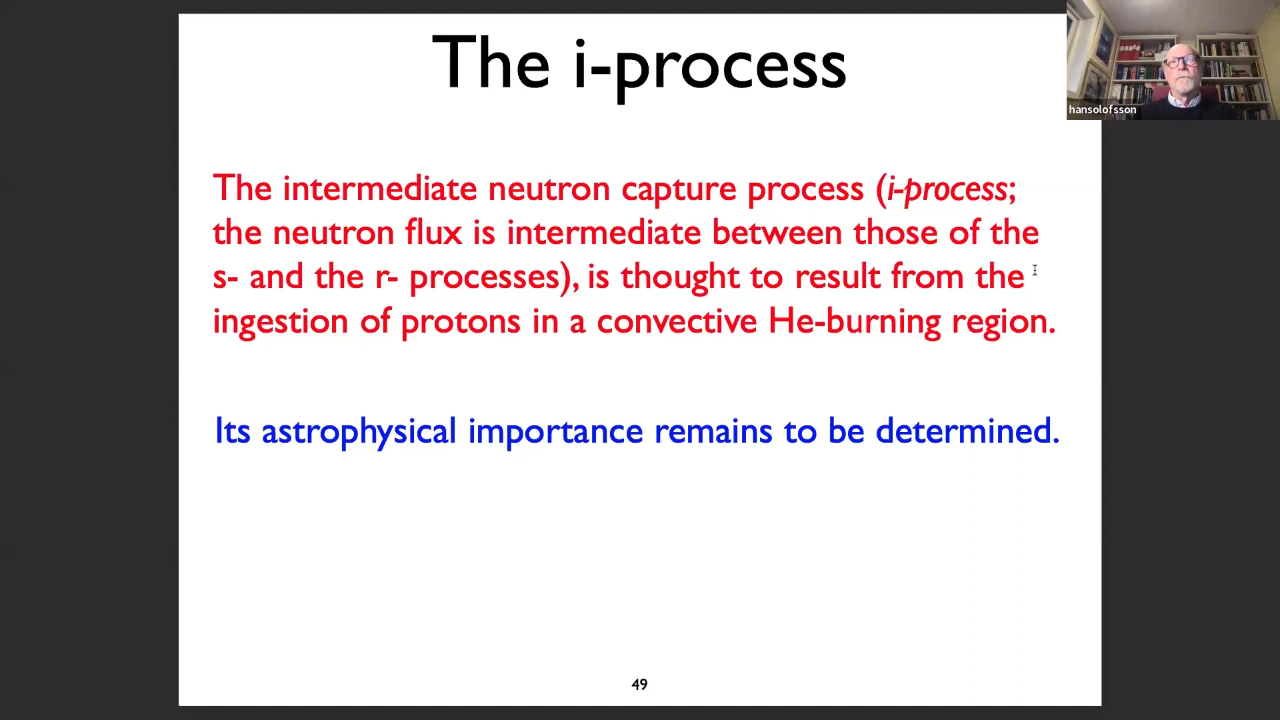 The i-process
hansolofsson
The intermediate neutron capture process (i-process;
the neutron flux is intermediate between those of the
s- and the r- processes), is thought to result from the
ingestion of protons in a convective He-burning region.
Its astrophysical importance remains to be determined.
49